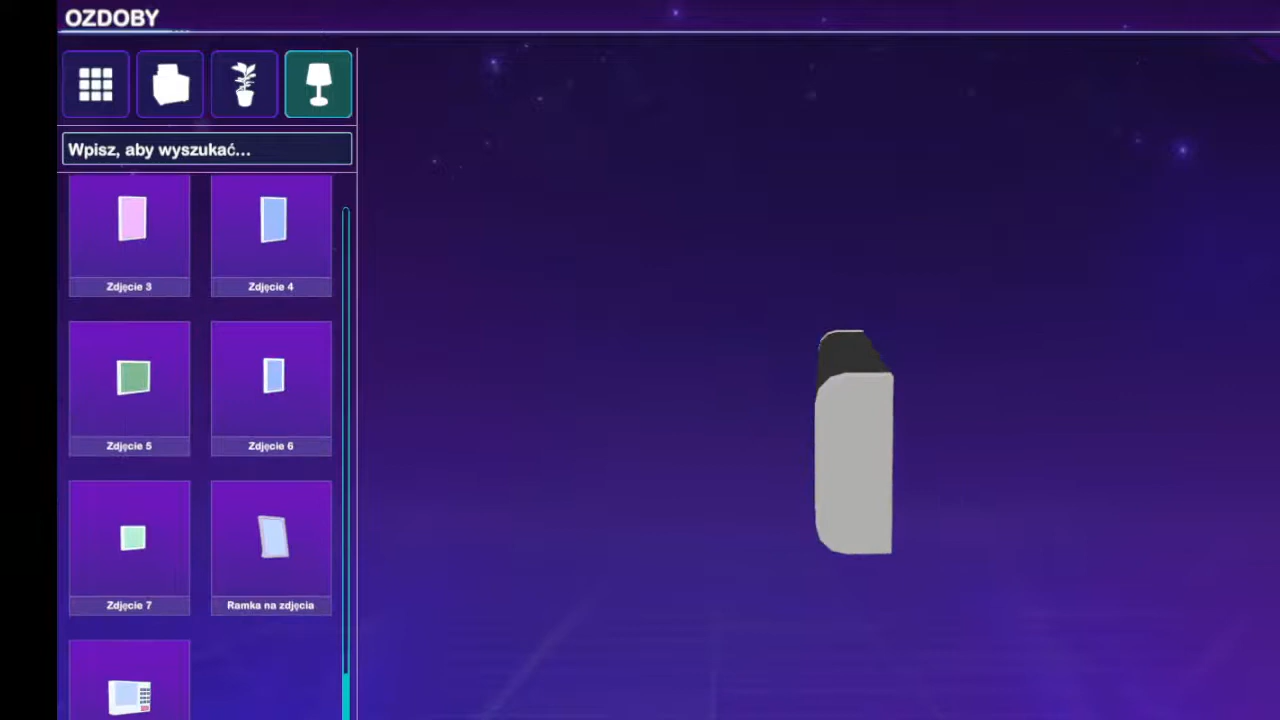 OZDOBY
Wpisz, aby wyszukać...
Zdjęcie 3
Zdjęcie 4
Zdjęcie 5
Zdjęcie 6
Zdjęcie 7
Ramka na zdjęcia